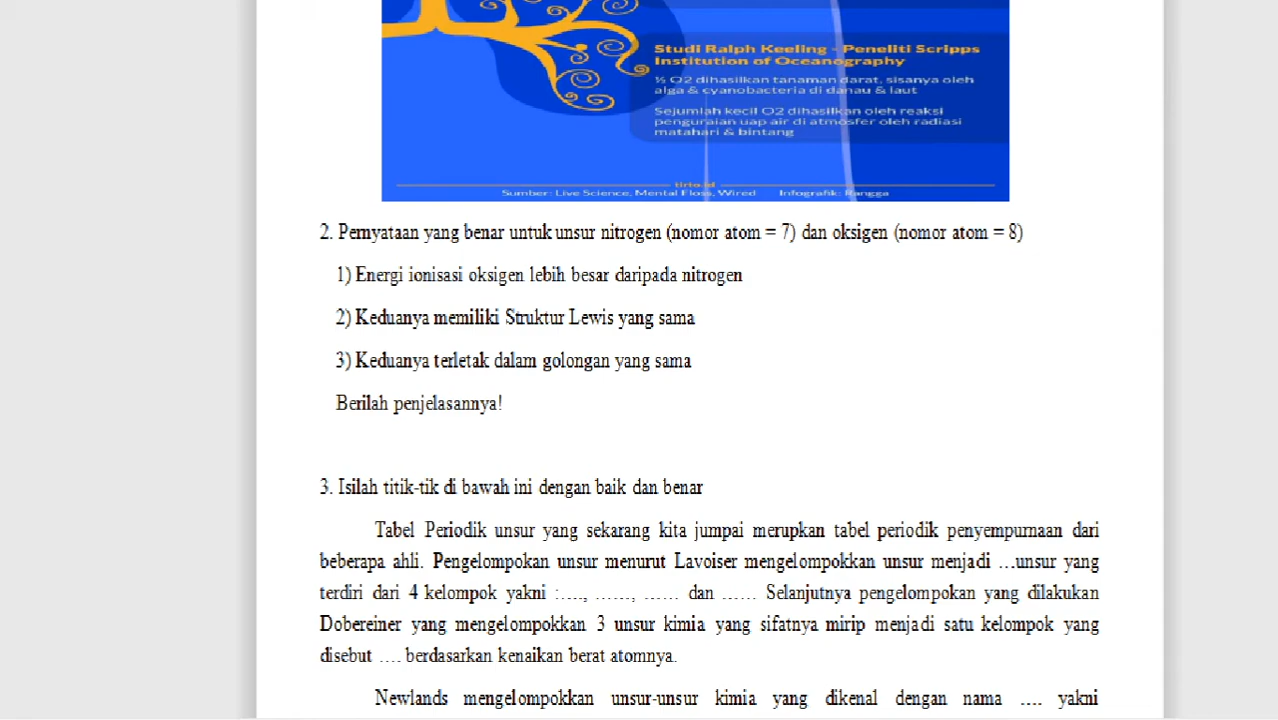 Studi Ralph Keeling - Peneliti Scripps
Institution of Oceanography
½ O2 dihasilkan tanaman darat, sisanya oleh
alga & cyanobacteria di danau & laut
Sejumlah kecil O2 dihasilkan oleh reaksi
penguraian uap air di atmosfer oleh radiasi
matahari & bintang
tirto.id
Sumber: Live Science, Mental Floss, Wired Infografik: Rangga
2. Pernyataan yang benar untuk unsur nitrogen (nomor atom = 7) dan oksigen (nomor atom = 8)
1) Energi ionisasi oksigen lebih besar daripada nitrogen
2) Keduanya memiliki Struktur Lewis yang sama
3) Keduanya terletak dalam golongan yang sama
Berilah penjelasannya!
3. Isilah titik-tik di bawah ini dengan baik dan benar
Tabel Periodik unsur yang sekarang kita jumpai merupkan tabel periodik penyempurnaan dari
beberapa ahli. Pengelompokan unsur menurut Lavoiser mengelompokkan unsur menjadi …unsur yang
terdiri dari 4 kelompok yakni :….., ……, …… dan …… Selanjutnya pengelompokan yang dilakukan
Dobereiner yang mengelompokkan 3 unsur kimia yang sifatnya mirip menjadi satu kelompok yang
disebut …. berdasarkan kenaikan berat atomnya.
Newlands mengelompokkan unsur-unsur kimia yang dikenal dengan nama …. yakni